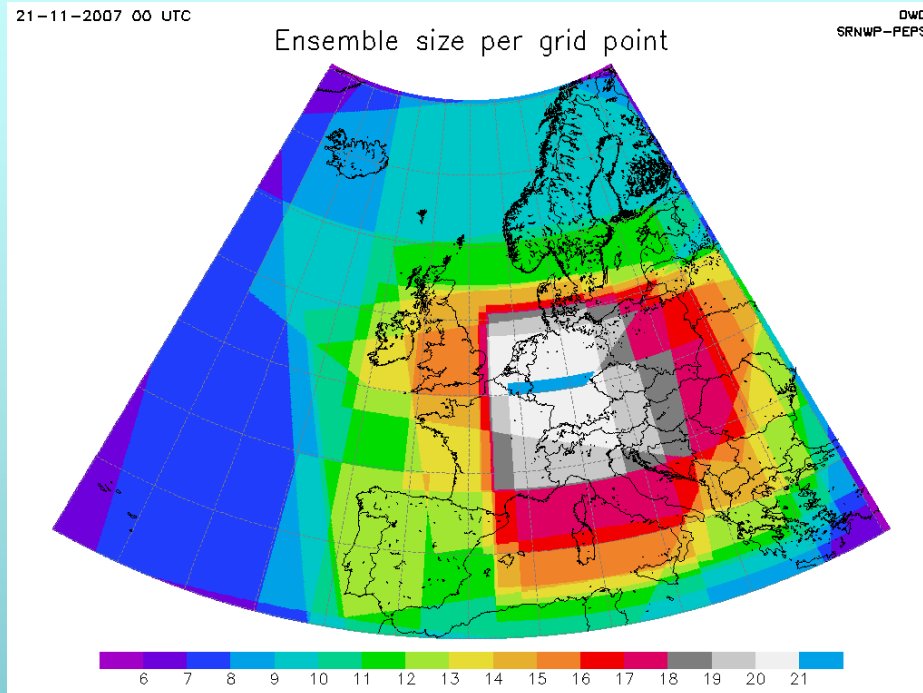 21-11-2007 00 UTC
DWD
SRNWP-PEPS
Ensemble size per grid point
6 7 8 9 10 11 12 13 14 15 16 17 18 19 20 21